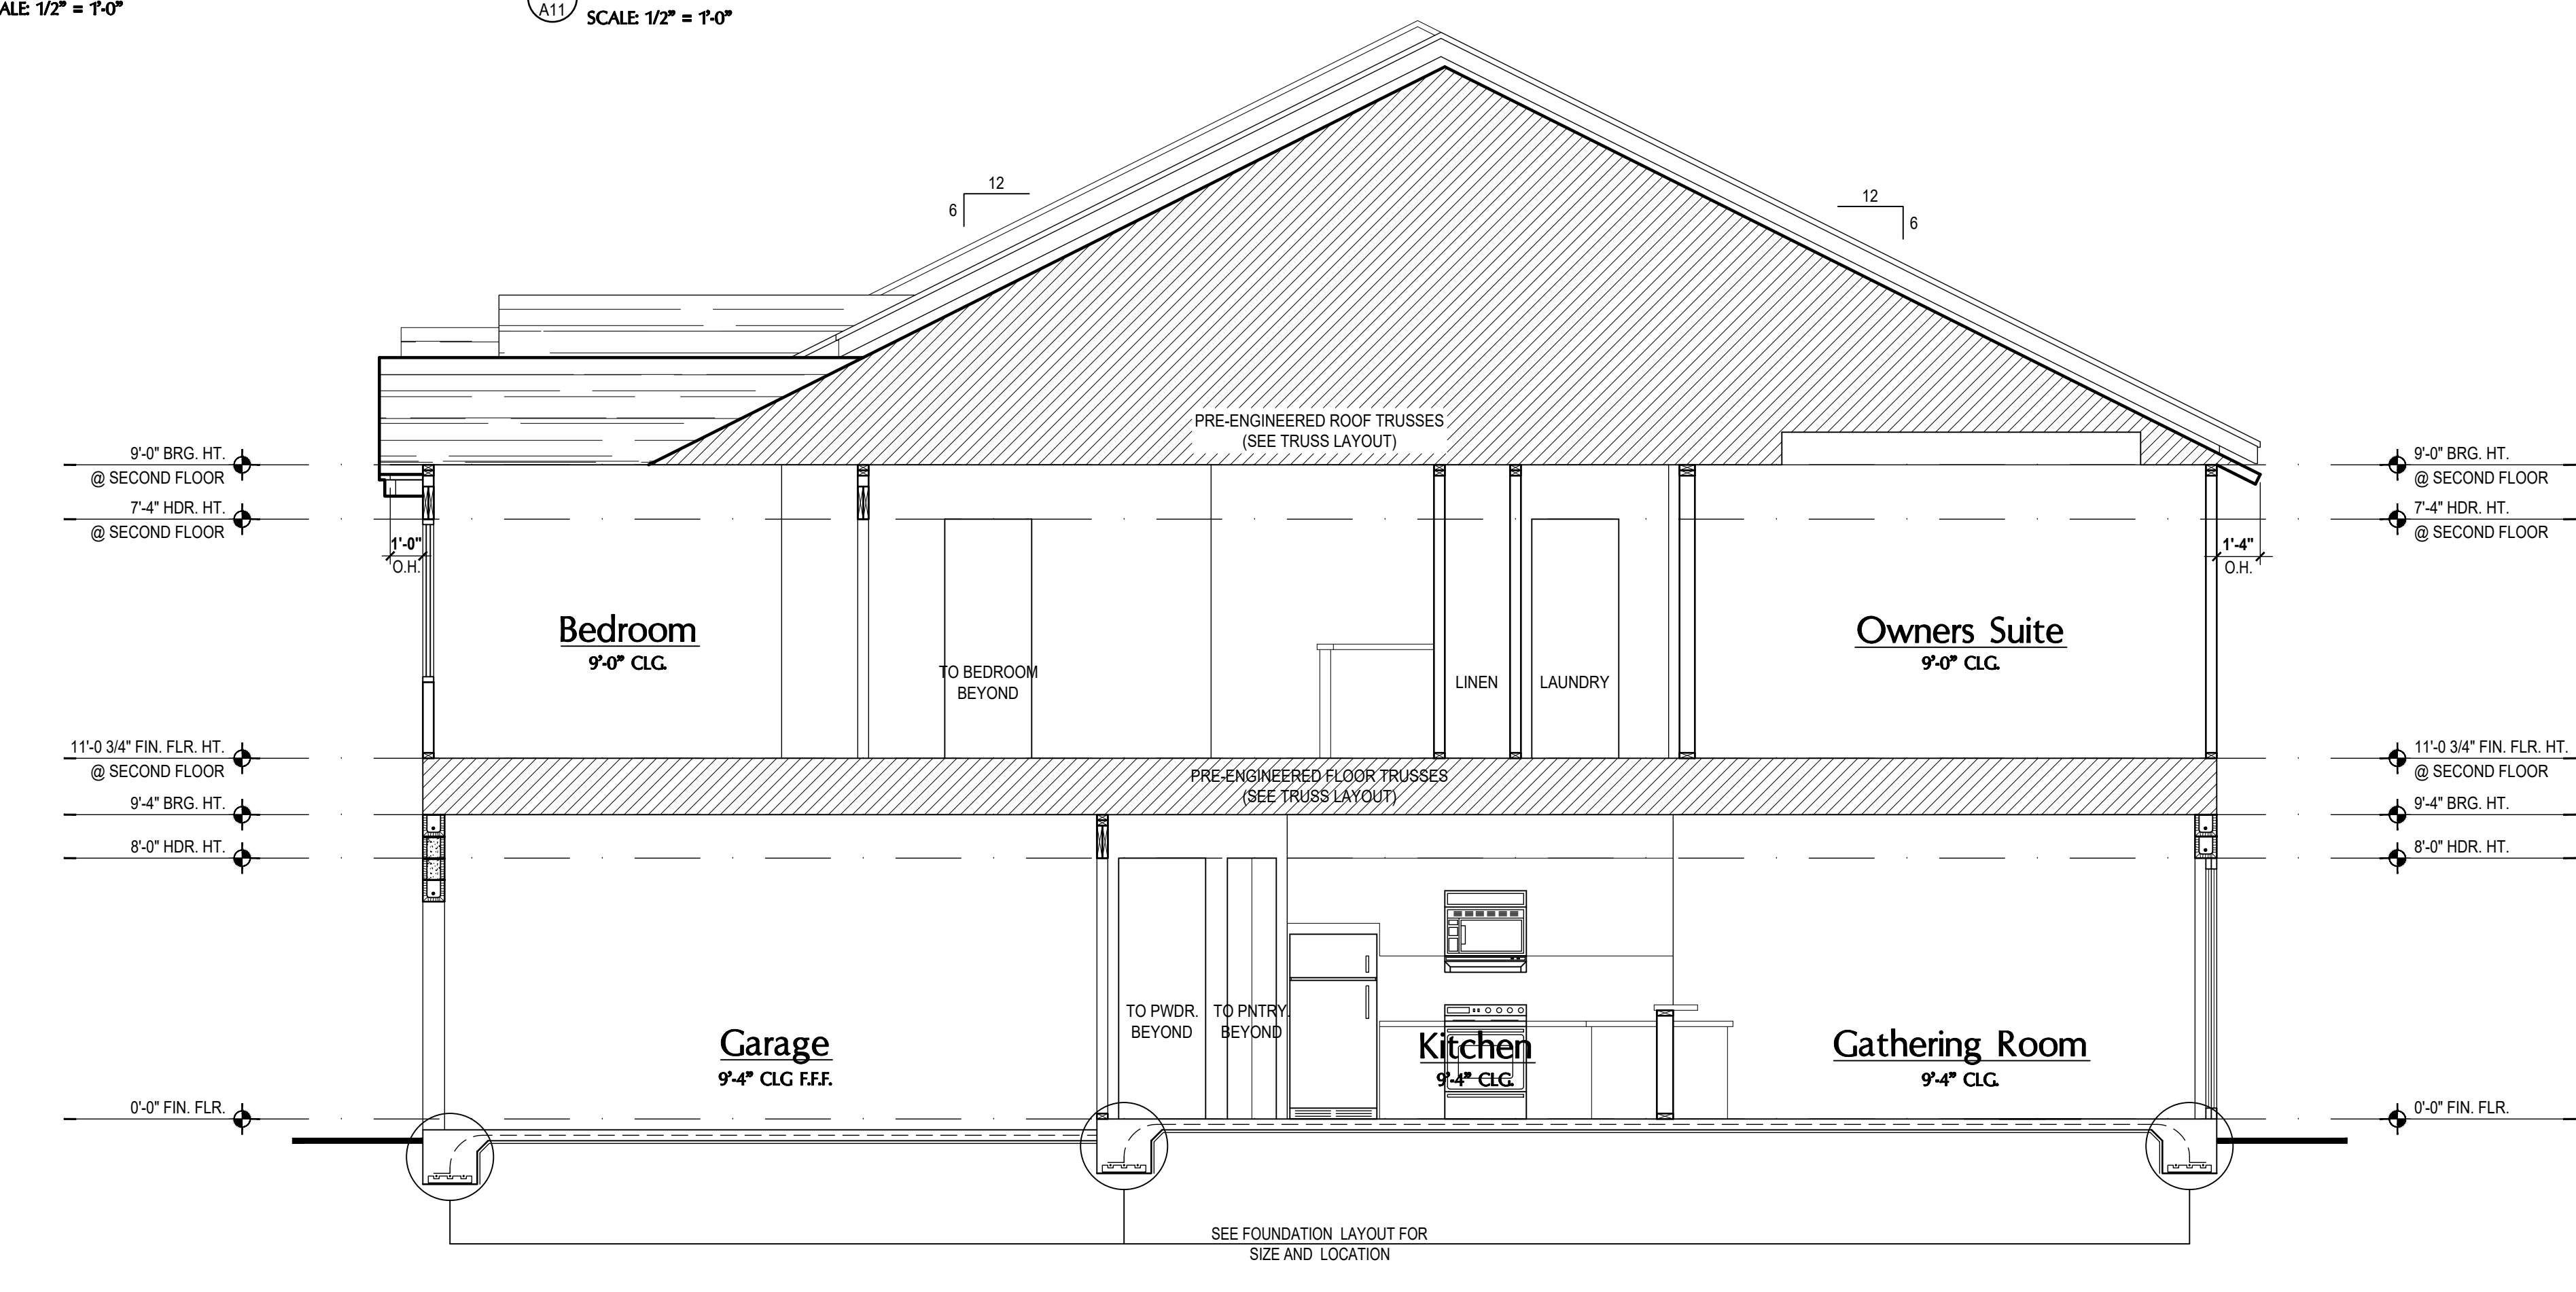 ALE: 1/2” = 1’-0”
A11
SCALE: 1/2” = 1’-0”
12
6
12
6
PRE-ENGINEERED ROOF TRUSSES
(SEE TRUSS LAYOUT)
9'-0" BRG. HT.
@ SECOND FLOOR
9'-0" BRG. HT.
@ SECOND FLOOR
7'-4" HDR. HT.
@ SECOND FLOOR
7'-4" HDR. HT.
@ SECOND FLOOR
1'-0"
O.H.
1'-4"
O.H.
Bedroom
9’-0” CLG.
TO BEDROOM
BEYOND
LINEN
LAUNDRY
Owners Suite
9’-0” CLG.
11'-0 3/4" FIN. FLR. HT.
@ SECOND FLOOR
11'-0 3/4" FIN. FLR. HT.
@ SECOND FLOOR
PRE-ENGINEERED FLOOR TRUSSES
(SEE TRUSS LAYOUT)
9'-4" BRG. HT.
9'-4" BRG. HT.
8'-0" HDR. HT.
8'-0" HDR. HT.
TO PWDR.
BEYOND
TO PNTRY.
BEYOND
Garage
9’-4” CLG F.F.F.
Kitchen
9’-4” CLG.
Gathering Room
9’-4” CLG.
0'-0" FIN. FLR.
0'-0" FIN. FLR.
SEE FOUNDATION LAYOUT FOR
SIZE AND LOCATION